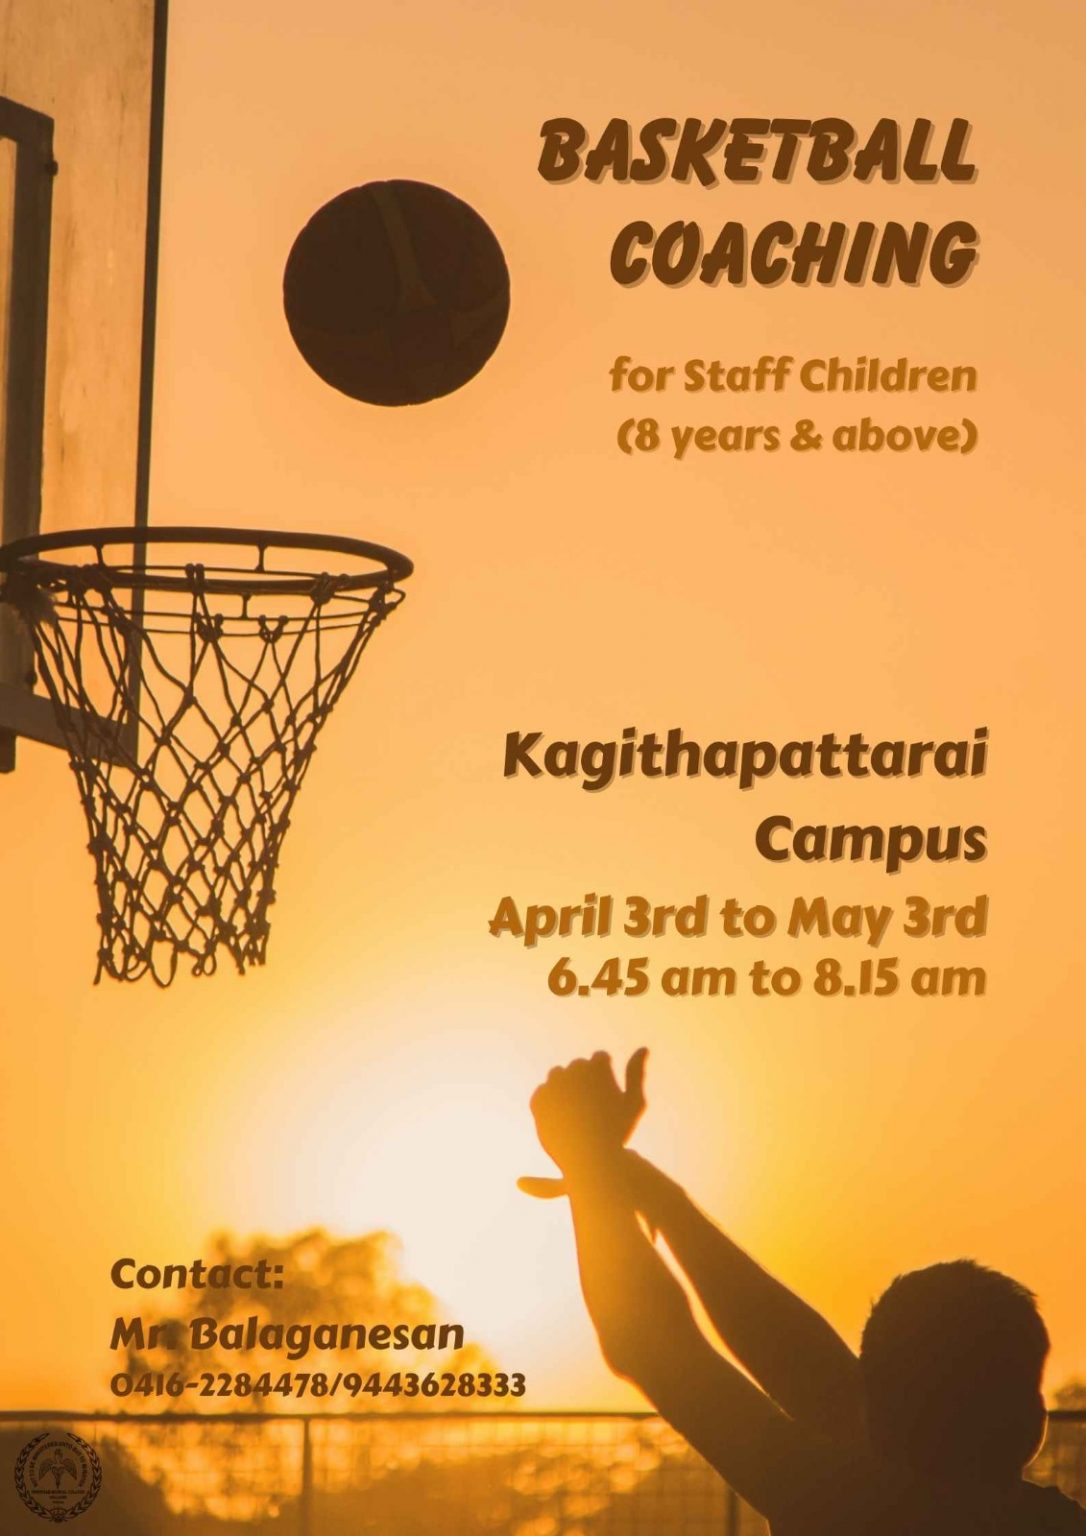 BASKETBALL
COACHING
for Staff Children
(8 years & above)
Kagithapattarai
Campus
April 3rd to May 3rd
6.45 am to 8.15 am
Contact:
Mr. Balaganesan
0416-2284478/9443628333